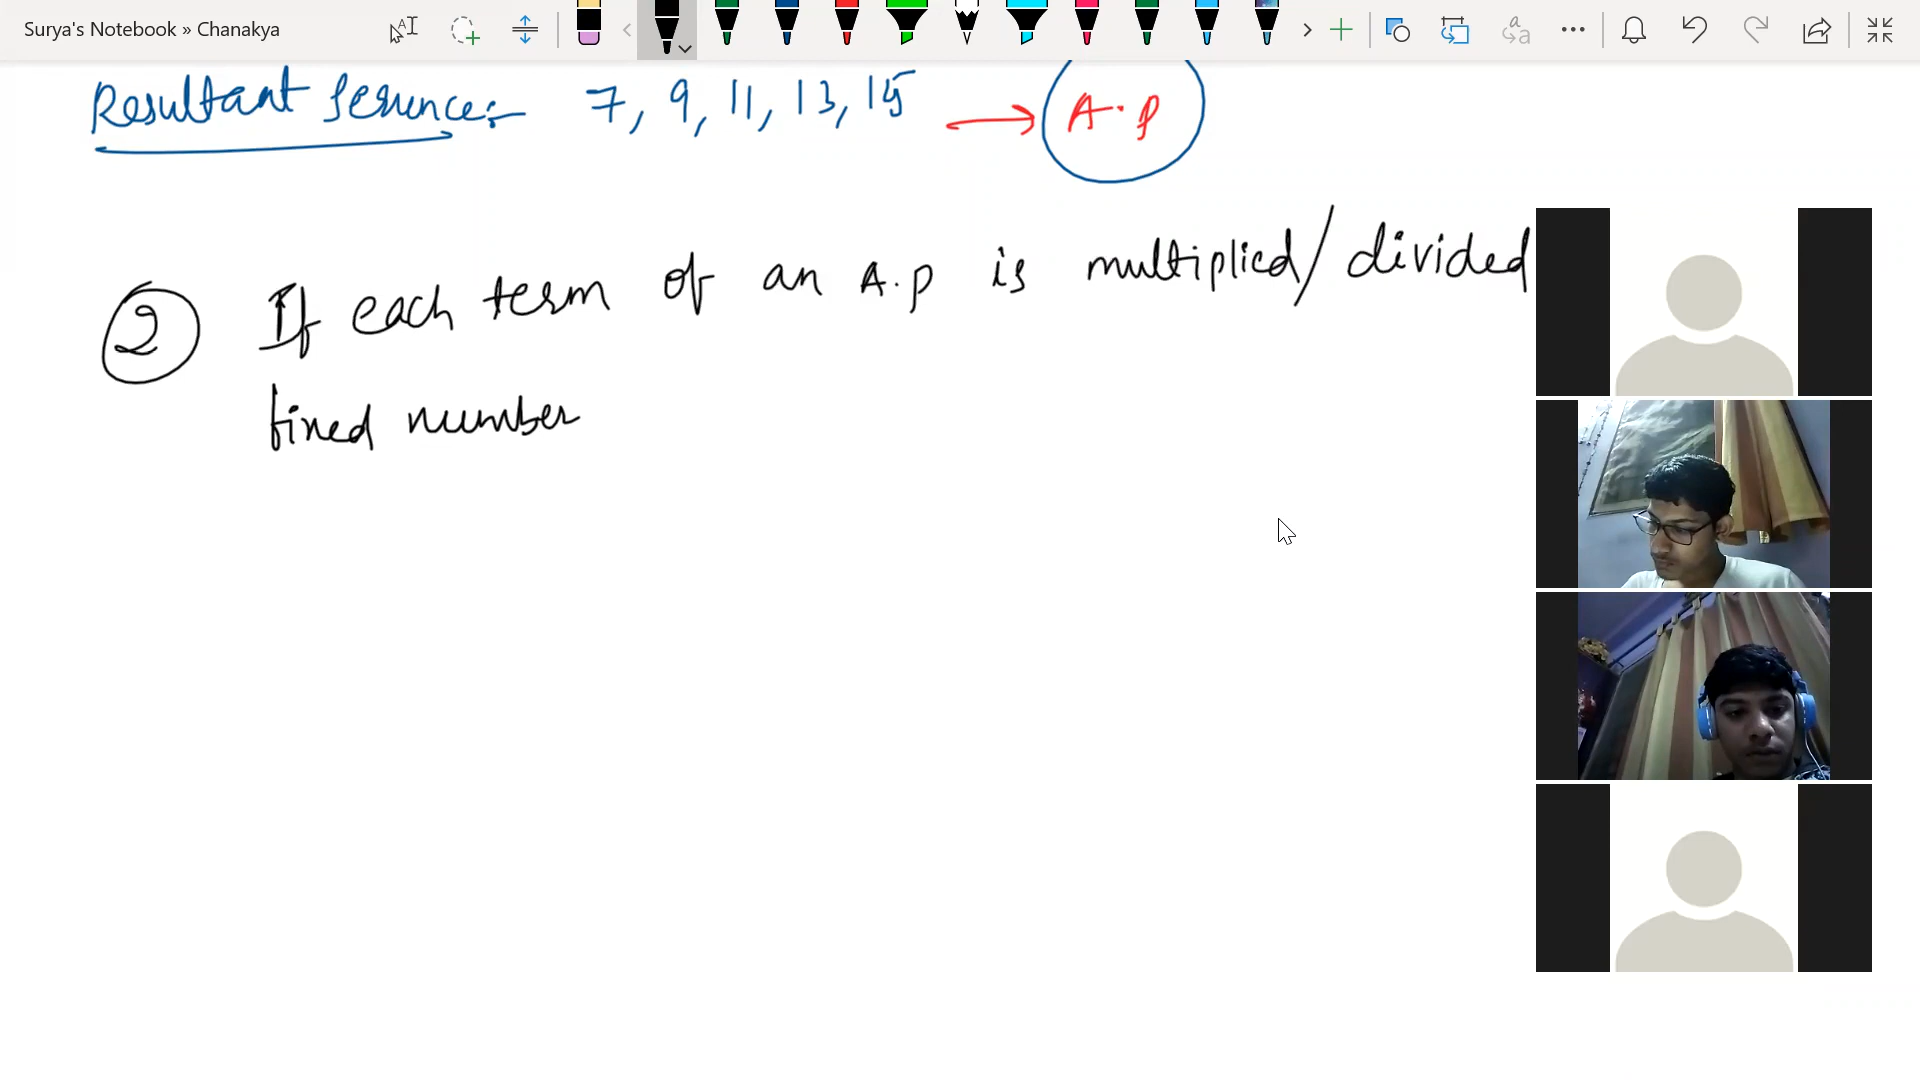 Surya's Notebook » Chanakya
Resultant Sequence:- 7, 9, 11, 13, 15 → A.P
2 If each term of an A.P is multiplied/divided
fixed number